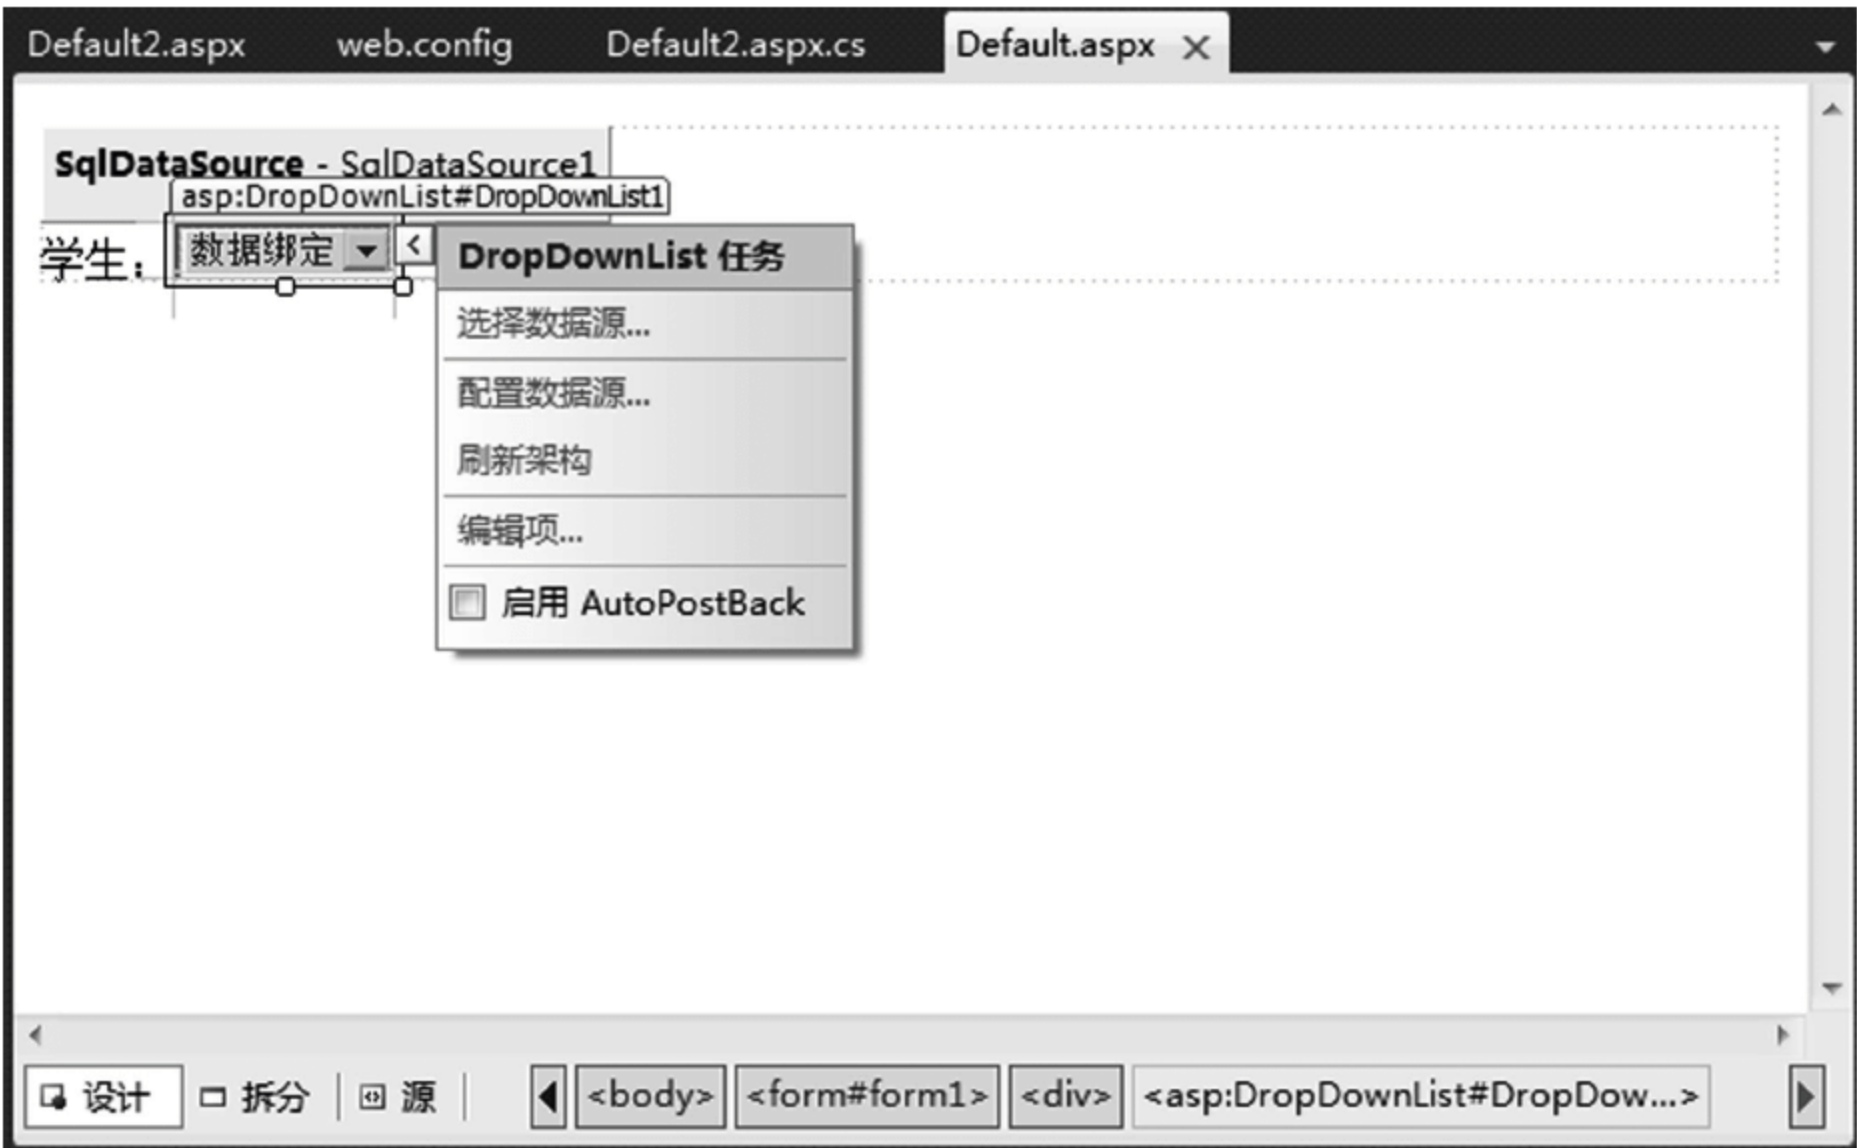 Default2.aspx web.config Default2.aspx.cs Default.aspx
SqlDataSource - SqlDataSource1
asp:DropDownList#DropDownList1
学生: 数据绑定
DropDownList 任务
选择数据源...
配置数据源...
刷新架构
编辑项...
启用 AutoPostBack
设计 拆分 源 <body> <form#form1> <div> <asp:DropDownList#DropDow...>